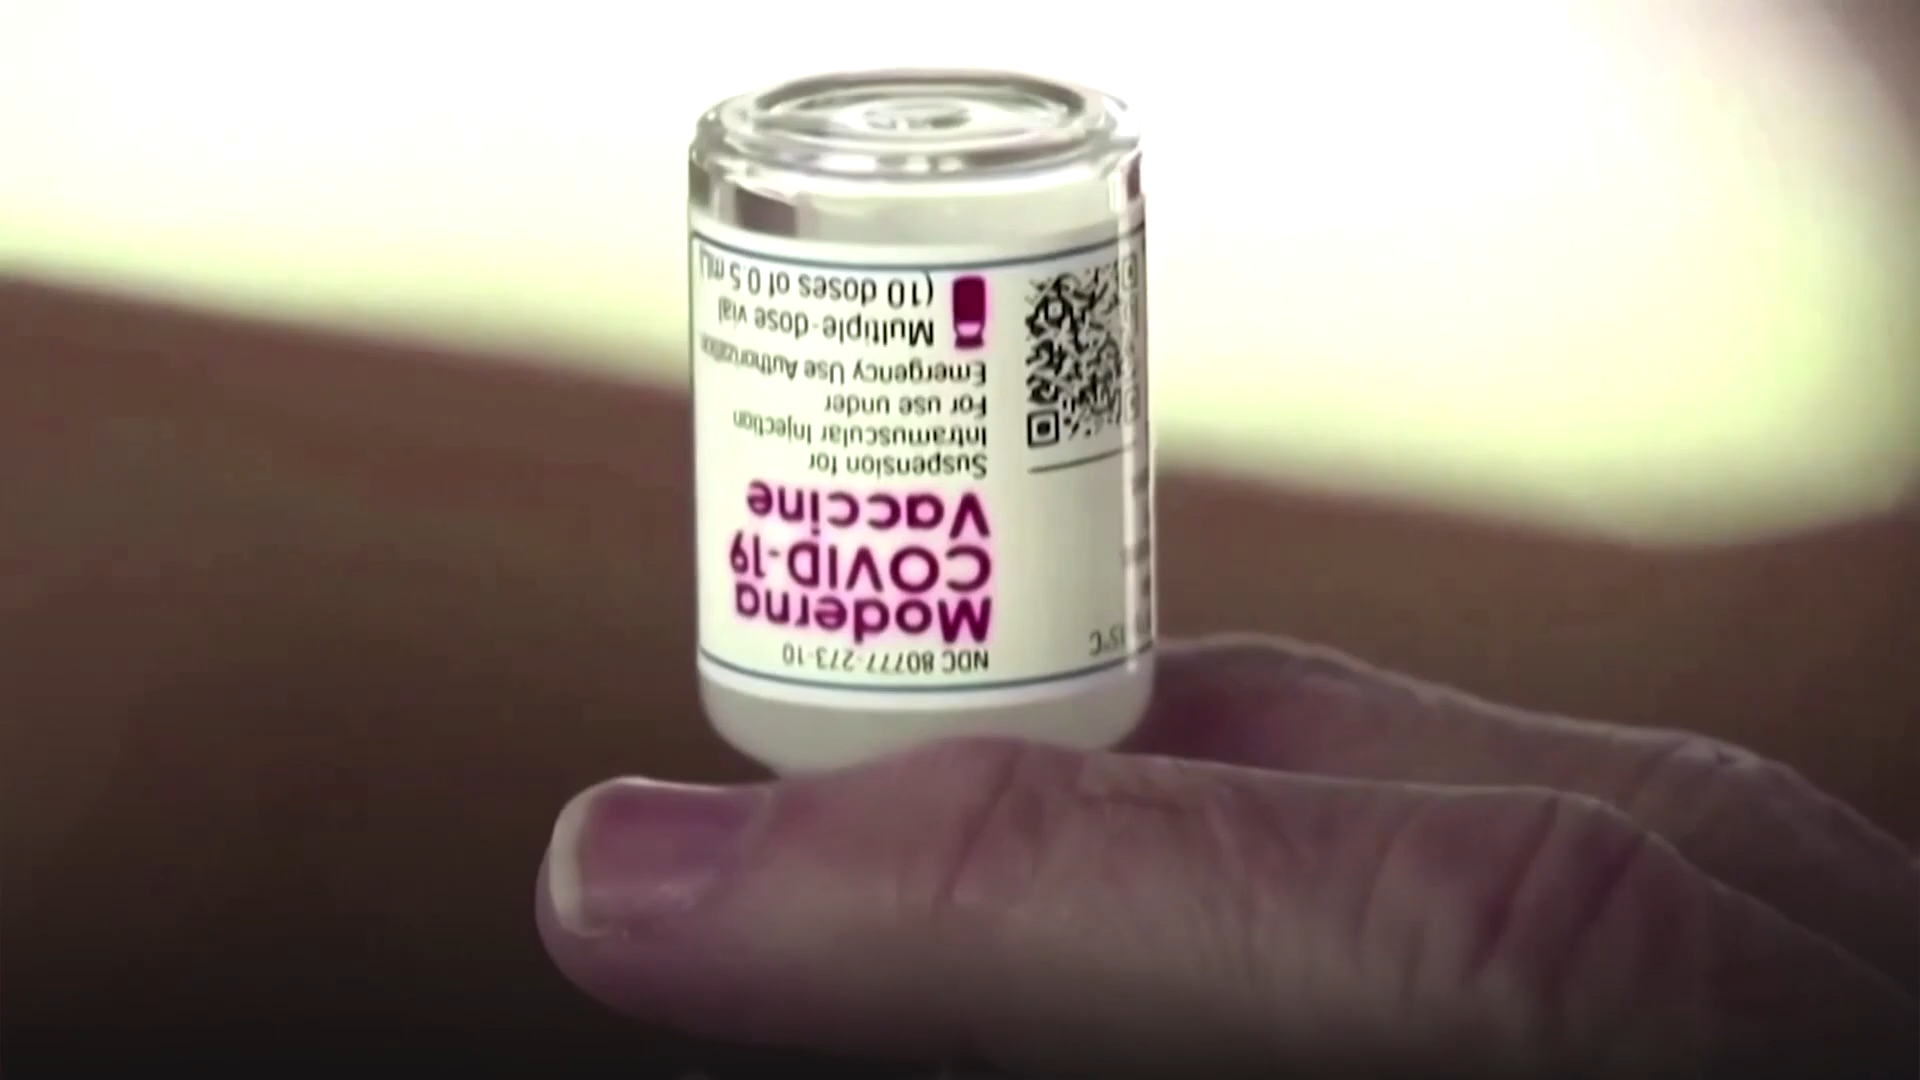 NDC 80777-273-10
Moderna
COVID-19
Vaccine
Suspension for
Intramuscular Injection
For use under
Emergency Use Authorization
Multiple-dose vial
(10 doses of 0.5 mL)
15°C